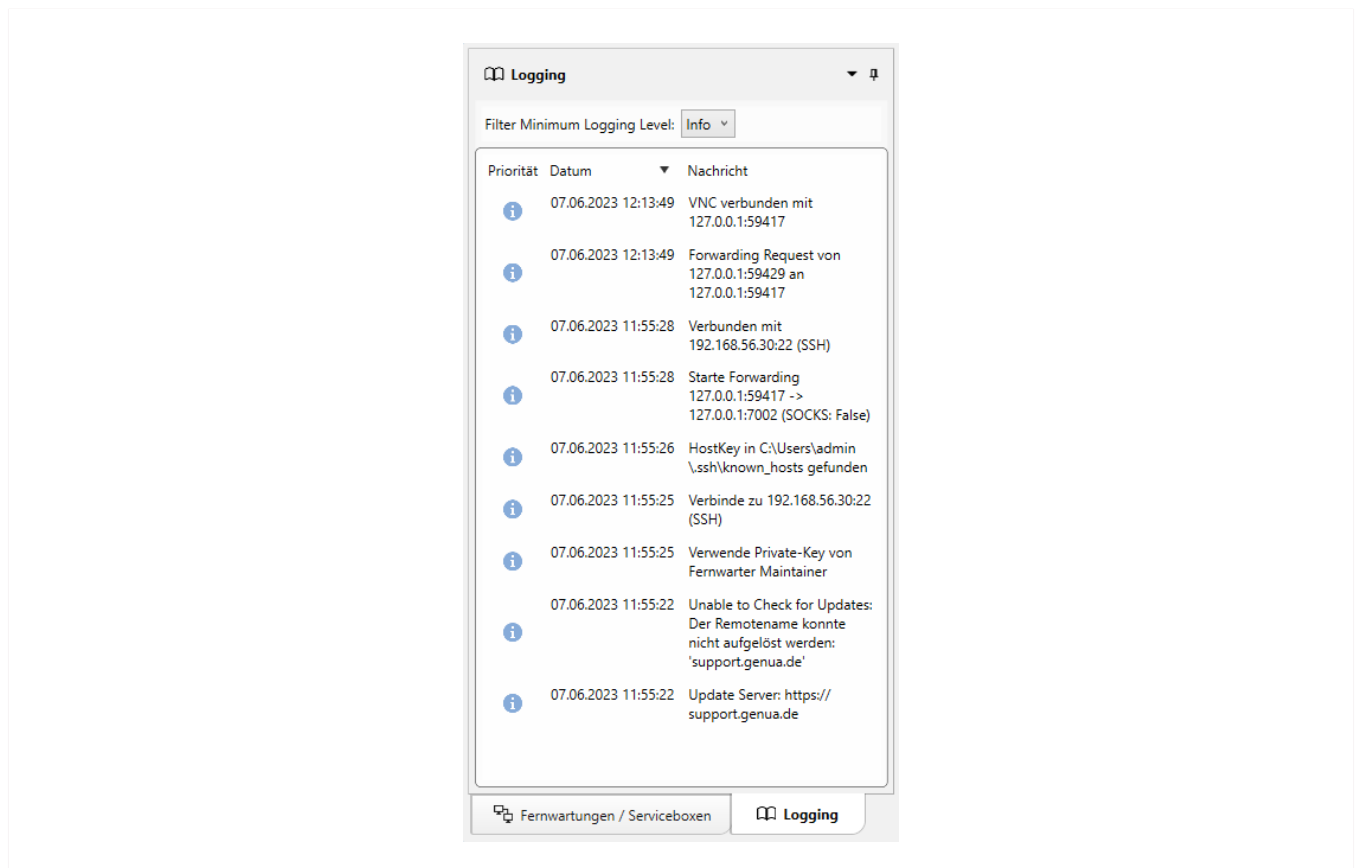 Logging
Filter Minimum Logging Level: Info
Priorität Datum Nachricht
07.06.2023 12:13:49 VNC verbunden mit
127.0.0.1:59417
07.06.2023 12:13:49 Forwarding Request von
127.0.0.1:59429 an
127.0.0.1:59417
07.06.2023 11:55:28 Verbunden mit
192.168.56.30:22 (SSH)
07.06.2023 11:55:28 Starte Forwarding
127.0.0.1:59417 ->
127.0.0.1:7002 (SOCKS: False)
07.06.2023 11:55:26 HostKey in C:\Users\admin
\.ssh\known_hosts gefunden
07.06.2023 11:55:25 Verbinde zu 192.168.56.30:22
(SSH)
07.06.2023 11:55:25 Verwende Private-Key von
Fernwarter Maintainer
07.06.2023 11:55:22 Unable to Check for Updates:
Der Remotename konnte
nicht aufgelöst werden:
'support.genua.de'
07.06.2023 11:55:22 Update Server: https://
support.genua.de
Fernwartungen / Serviceboxen Logging